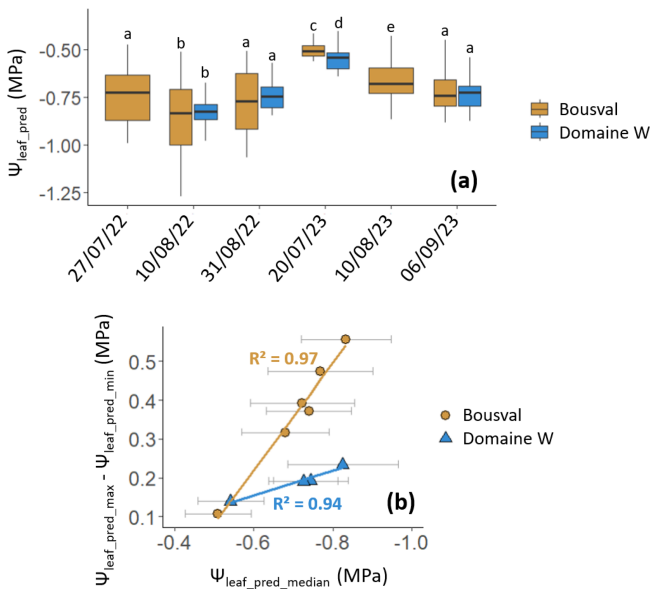 (a)
Ψleaf_pred (MPa)
-0.50
-0.75
-1.00
-1.25
a
b
b
a
a
c
d
e
a
a
27/07/22
10/08/22
31/08/22
20/07/23
10/08/23
06/09/23
Bousval
Domaine W
(a)
Ψleaf_pred_max - Ψleaf_pred_min (MPa)
0.5
0.4
0.3
0.2
0.1
R² = 0.97
R² = 0.94
(b)
-0.4
-0.6
-0.8
-1.0
Ψleaf_pred_median (MPa)
Bousval
Domaine W